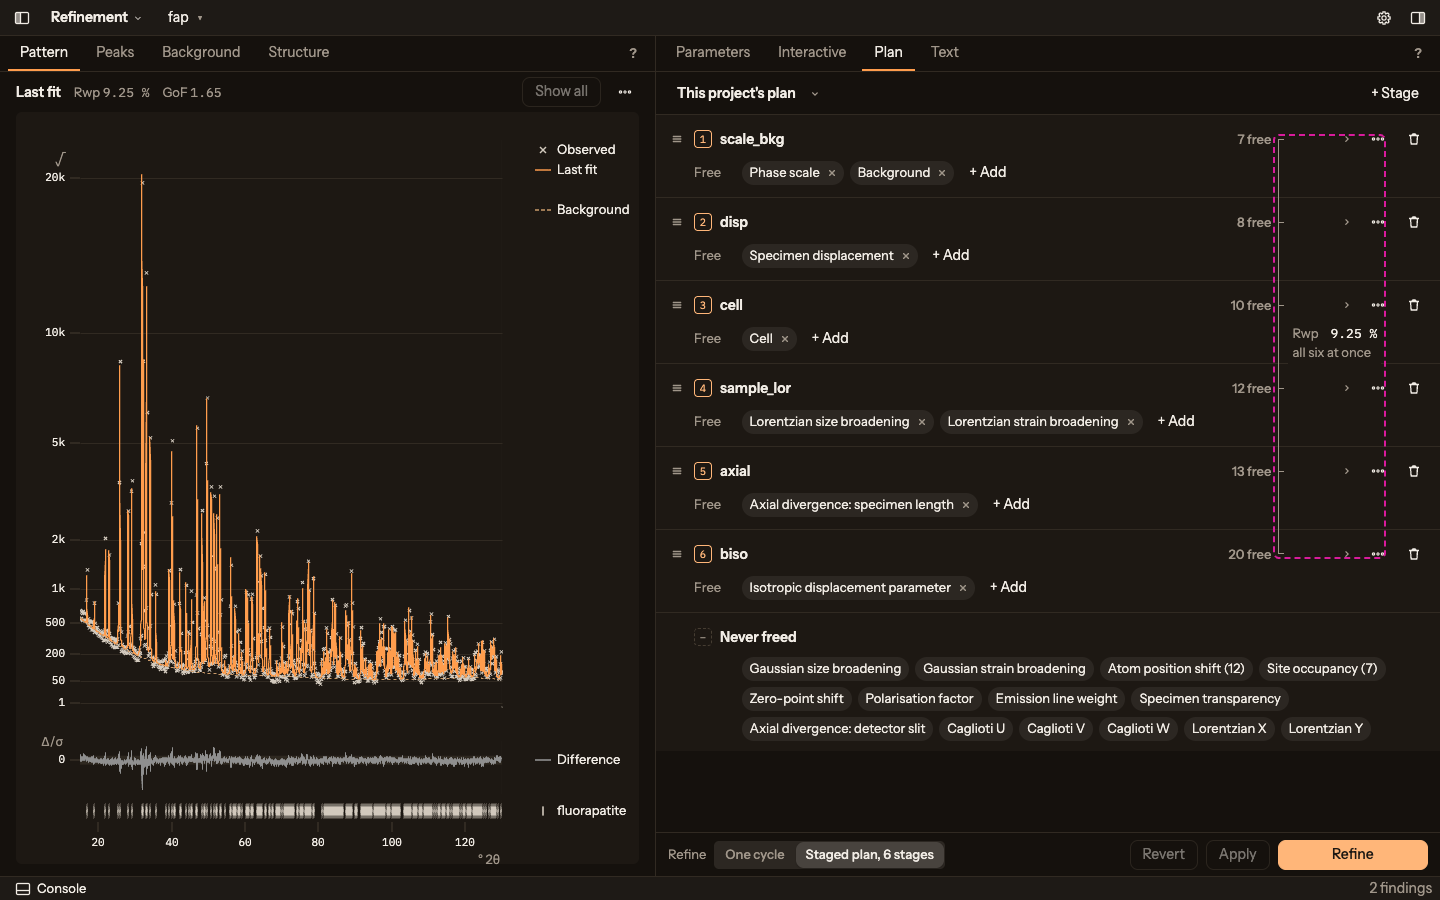 Refinement fap
Pattern Peaks Background Structure ?
Parameters Interactive Plan Text ?
Last fit Rwp 9.25 % GoF 1.65 Show all
√
20k
10k
5k
2k
1k
500
200
50
1
Δ/σ
0
× Observed
Last fit
Background
Difference
fluorapatite
20 40 60 80 100 120
°2θ
This project's plan + Stage
1 scale_bkg 7 free
Free Phase scale × Background × + Add
2 disp 8 free
Free Specimen displacement × + Add
3 cell 10 free
Rwp 9.25 %
Free Cell × + Add
all six at once
4 sample_lor 12 free
Free Lorentzian size broadening × Lorentzian strain broadening × + Add
5 axial 13 free
Free Axial divergence: specimen length × + Add
6 biso 20 free
Free Isotropic displacement parameter × + Add
– Never freed
Gaussian size broadening Gaussian strain broadening Atom position shift (12) Site occupancy (7)
Zero-point shift Polarisation factor Emission line weight Specimen transparency
Axial divergence: detector slit Caglioti U Caglioti V Caglioti W Lorentzian X Lorentzian Y
Refine One cycle Staged plan, 6 stages Revert Apply Refine
Console 2 findings